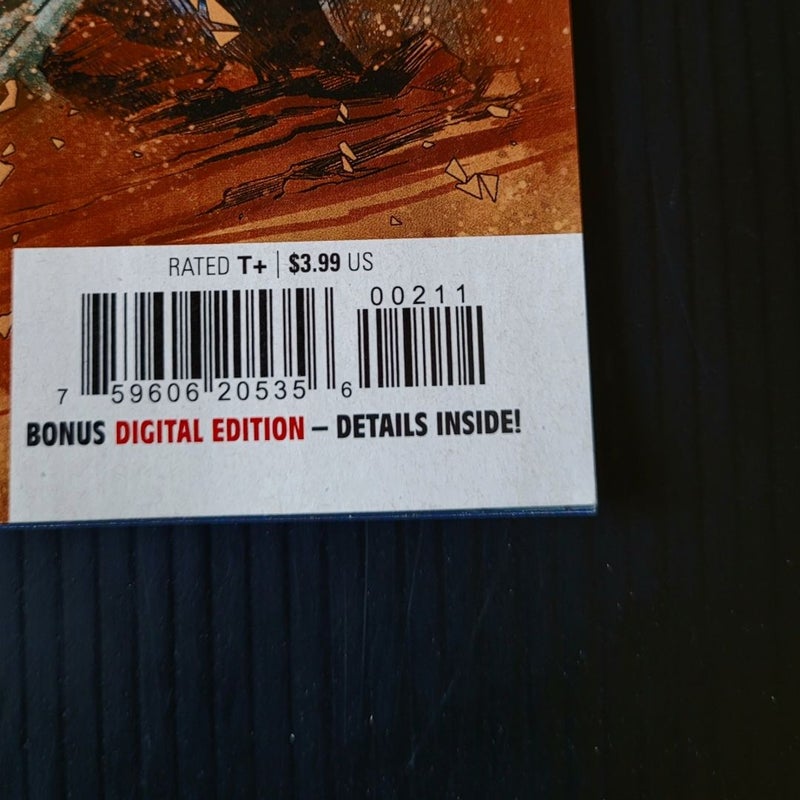 RATED T+ | $3.99 US
00211
7 59606 20535 6
BONUS DIGITAL EDITION – DETAILS INSIDE!